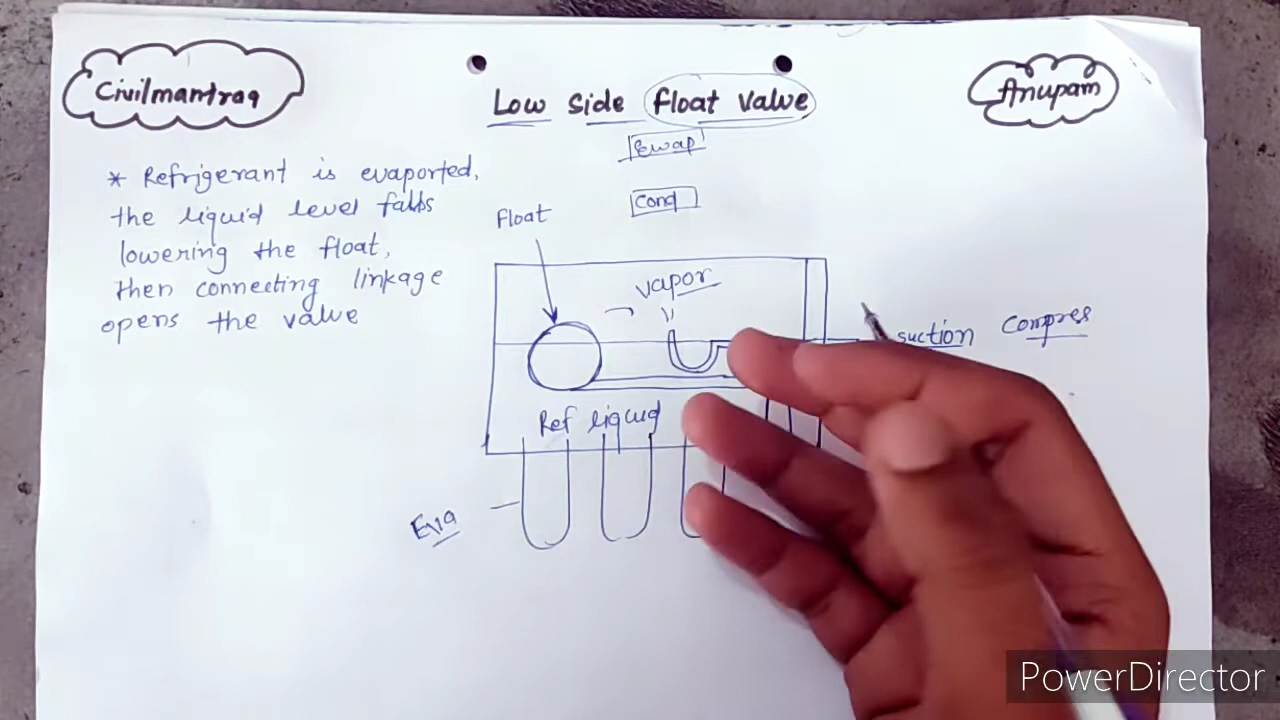 Civilmantraa
Low side float valve
Anupam
Evap
Cond
* Refrigerant is evaported,
the liquid level falls
lowering the float,
then connecting linkage
opens the valve
float
vapor
suction Compres
Ref liquid
Eva
PowerDirector